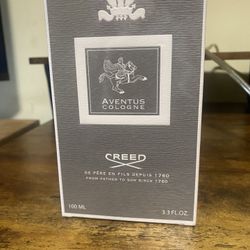 AVENTUS
COLOGNE
CREED
DE PÈRE EN FILS DEPUIS 1760
FROM FATHER TO SON SINCE 1760
100 ML
3.3 FL.OZ.